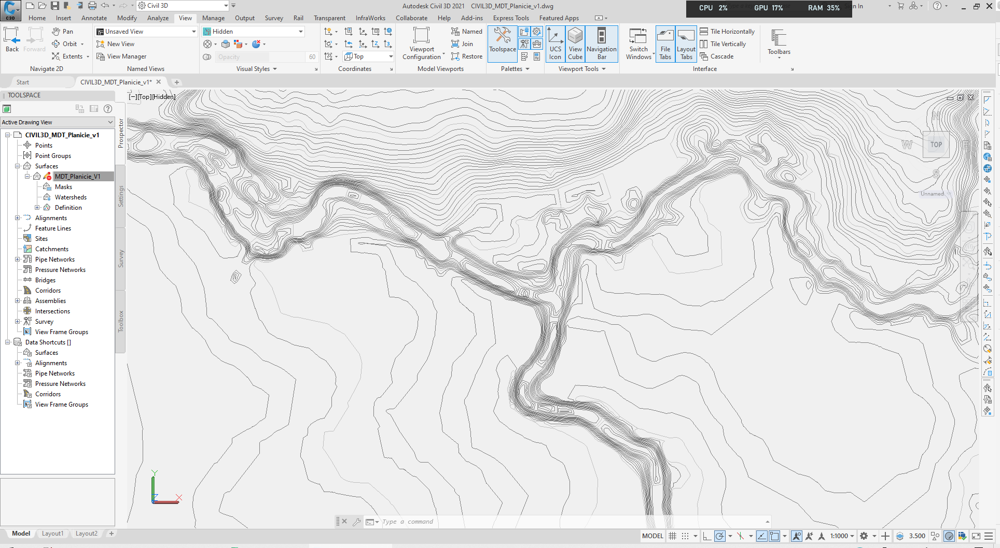 C3D
Civil 3D
Autodesk Civil 3D 2021 CIVIL3D_MDT_Planicie_v1.dwg
CPU 2% GPU 17% RAM 35%
Sign In
Home Insert Annotate Modify Analyze View Manage Output Survey Rail Transparent InfraWorks Collaborate Help Add-ins Express Tools Featured Apps
Back Forward
Pan
Orbit
Extents
Navigate 2D
Unsaved View
New View
View Manager
Named Views
Hidden
Opacity 60
Visual Styles
Top
Coordinates
Viewport Configuration
Named
Join
Restore
Model Viewports
Toolspace
Palettes
UCS Icon
View Cube
Navigation Bar
Viewport Tools
Switch Windows
File Tabs
Layout Tabs
Tile Horizontally
Tile Vertically
Cascade
Interface
Toolbars
Start
CIVIL3D_MDT_Planicie_v1*
TOOLSPACE
[−][Top][Hidden]
Active Drawing View
Prospector
Settings
Survey
Toolbox
CIVIL3D_MDT_Planicie_v1
Points
Point Groups
Surfaces
MDT_Planicie_V1
Masks
Watersheds
Definition
Alignments
Feature Lines
Sites
Catchments
Pipe Networks
Pressure Networks
Bridges
Corridors
Assemblies
Intersections
Survey
View Frame Groups
Data Shortcuts []
Surfaces
Alignments
Pipe Networks
Pressure Networks
Corridors
View Frame Groups
N
W TOP E
S
Unnamed
Y
Z X
Type a command
Model Layout1 Layout2
MODEL 1:1000 3.500